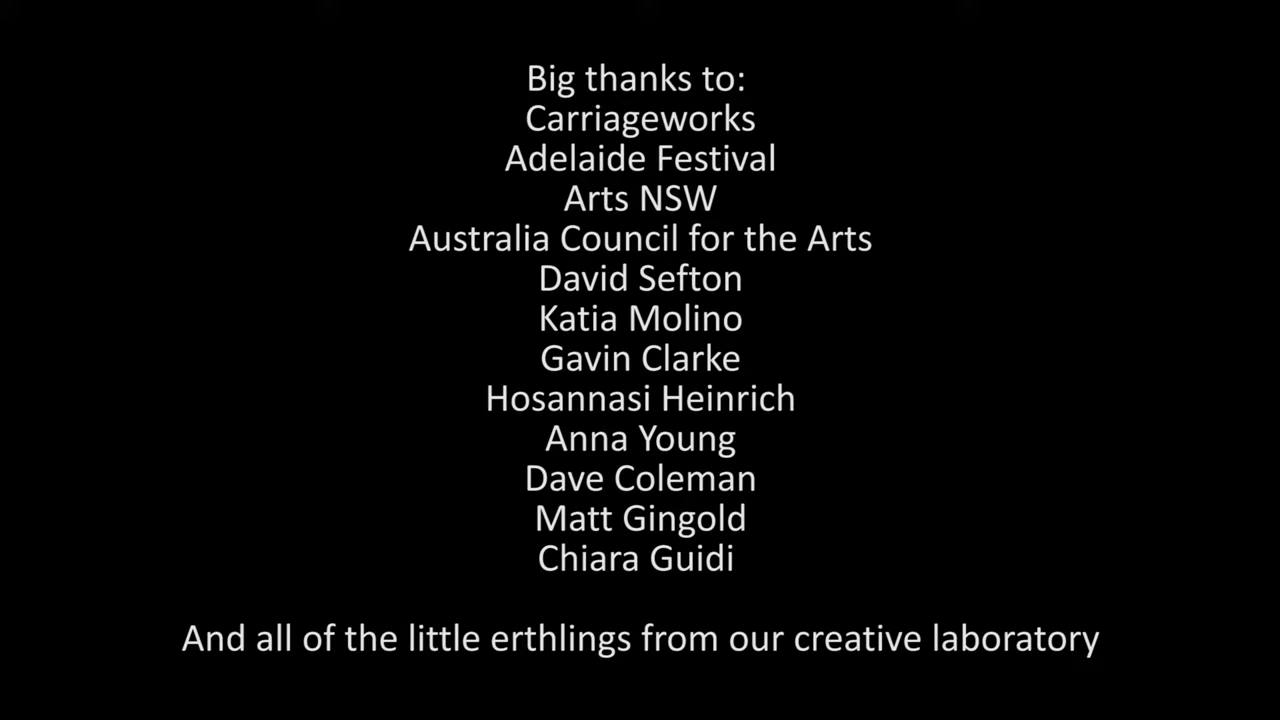 Big thanks to:
Carriageworks
Adelaide Festival
Arts NSW
Australia Council for the Arts
David Sefton
Katia Molino
Gavin Clarke
Hosannasi Heinrich
Anna Young
Dave Coleman
Matt Gingold
Chiara Guidi
And all of the little erthlings from our creative laboratory